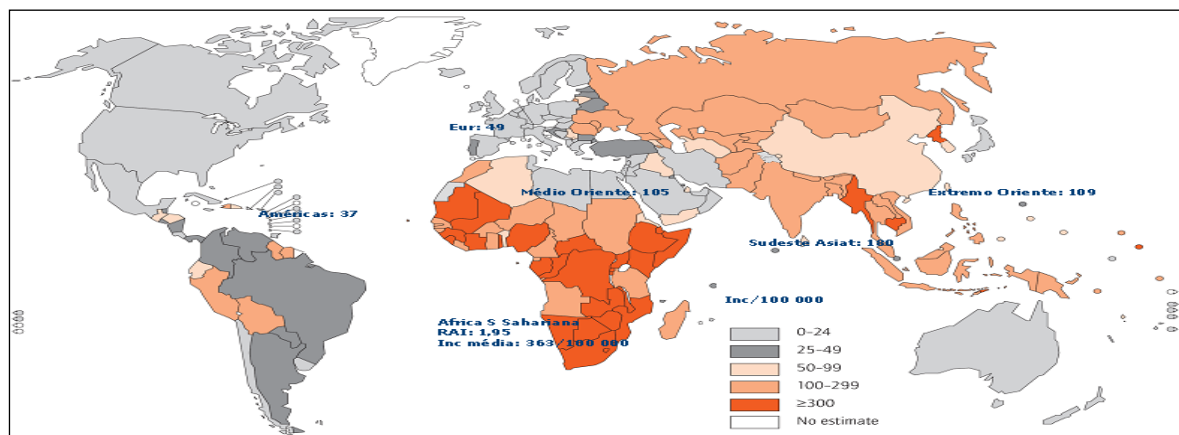 Eur: 49
Médio Oriente: 105
Extremo Oriente: 109
Américas: 37
Sudeste Asiat: 180
Inc/100 000
Africa S Sahariana
RAI: 1,95
Inc média: 363/100 000
0–24
25–49
50–99
100–299
≥300
No estimate